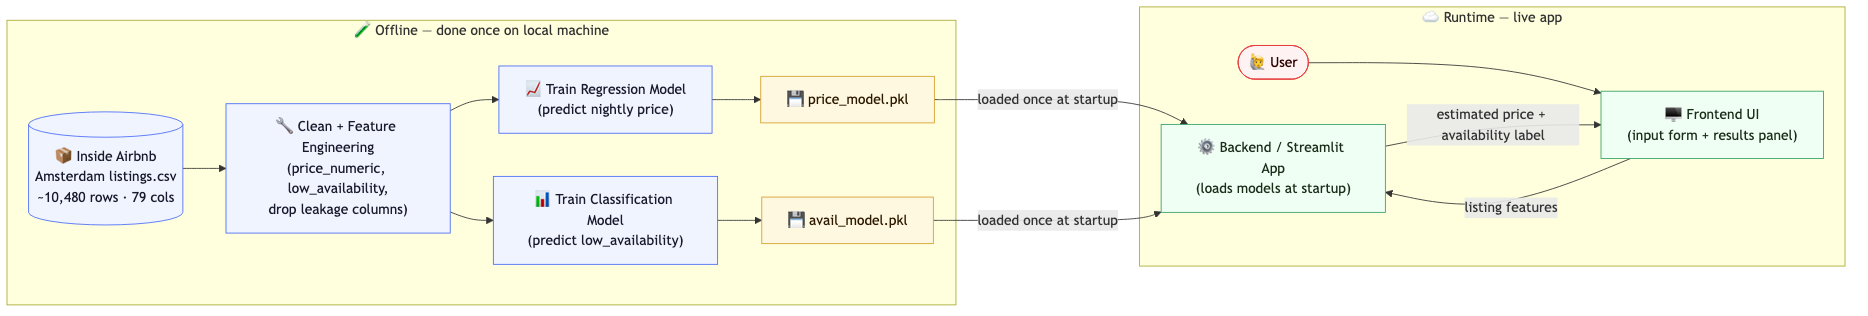 🧪 Offline — done once on local machine
📦 Inside Airbnb
Amsterdam listings.csv
~10,480 rows · 79 cols
🔧 Clean + Feature
Engineering
(price_numeric,
low_availability,
drop leakage columns)
📈 Train Regression Model
(predict nightly price)
📊 Train Classification
Model
(predict low_availability)
💾 price_model.pkl
💾 avail_model.pkl
loaded once at startup
loaded once at startup
☁️ Runtime — live app
🙋 User
⚙️ Backend / Streamlit
App
(loads models at startup)
estimated price +
availability label
listing features
🖥️ Frontend UI
(input form + results panel)